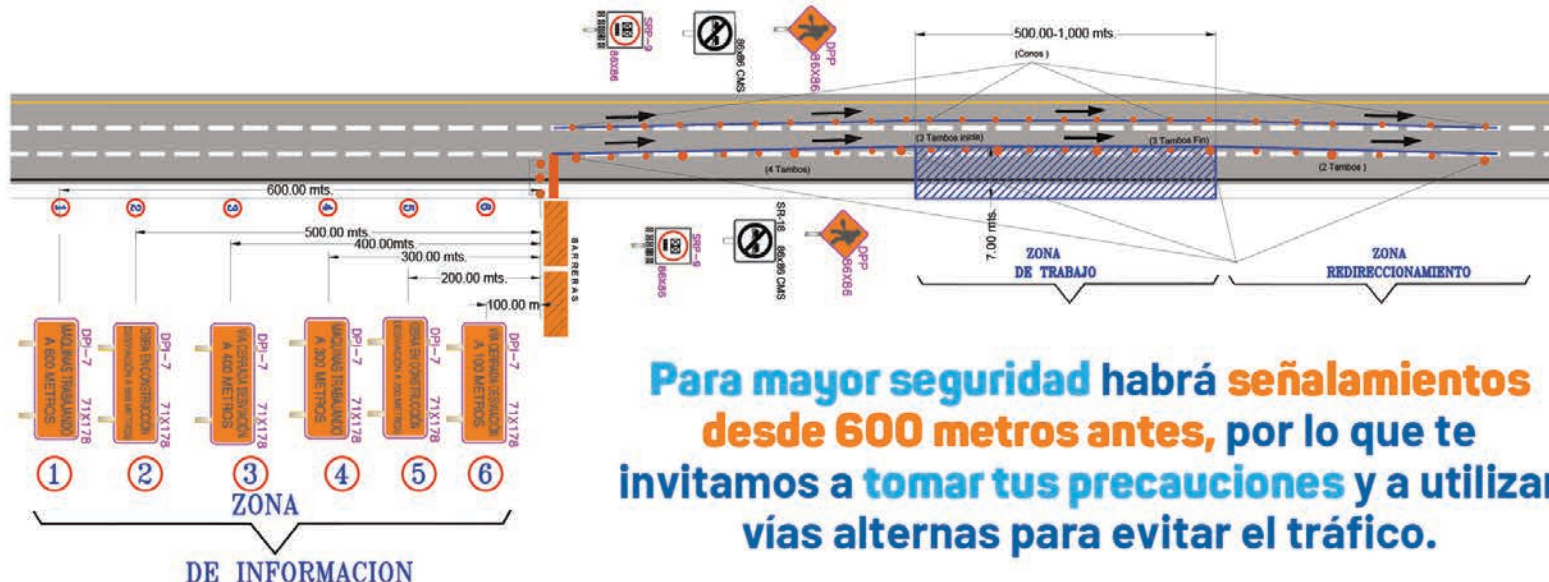 SRP-9
86X86
86x86 CMS
DPP
86X86
500.00-1,000 mts.
(Conos )
(3 Tambos Fin)
(4 Tambos)
(2 Tambos )
600.00 mts.
1
2
3
4
5
6
500.00 mts.
400.00mts.
300.00 mts.
200.00 mts.
100.00 m
BARRERAS
SRP-9
86X86
SR-18
86x86 CMS
DPP
86X86
7.00 mts.
ZONA
DE TRABAJO
ZONA
REDIRECCIONAMIENTO
MAQUINAS TRABAJANDO
A 600 METROS
DPI-7
71X178
OBRA EN CONSTRUCCION
DPI-7
71X178
VIA CERRADA DESVIACION
A 400 METROS
DPI-7
71X178
MAQUINAS TRABAJANDO
A 300 METROS
DPI-7
71X178
OBRA EN CONSTRUCCION
DPI-7
71X178
VIA CERRADA DESVIACION
A 100 METROS
DPI-7
71X178
1
2
3
4
5
6
ZONA
DE INFORMACION
Para mayor seguridad habrá señalamientos
desde 600 metros antes, por lo que te
invitamos a tomar tus precauciones y a utilizar
vías alternas para evitar el tráfico.